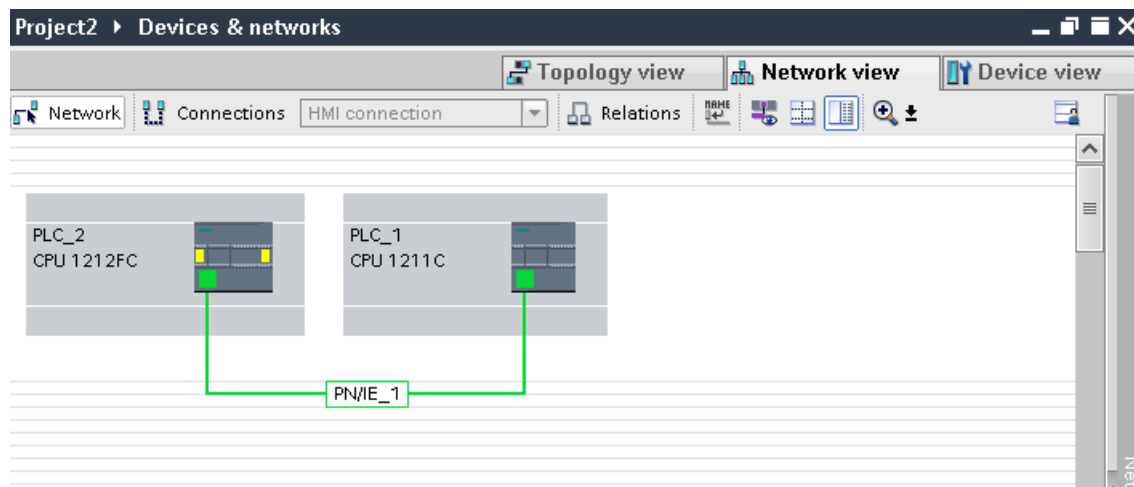 Project2 ▸ Devices & networks
Topology view Network view Device view
Network Connections HMI connection Relations
PLC_2
CPU 1212FC
PLC_1
CPU 1211C
PN/IE_1